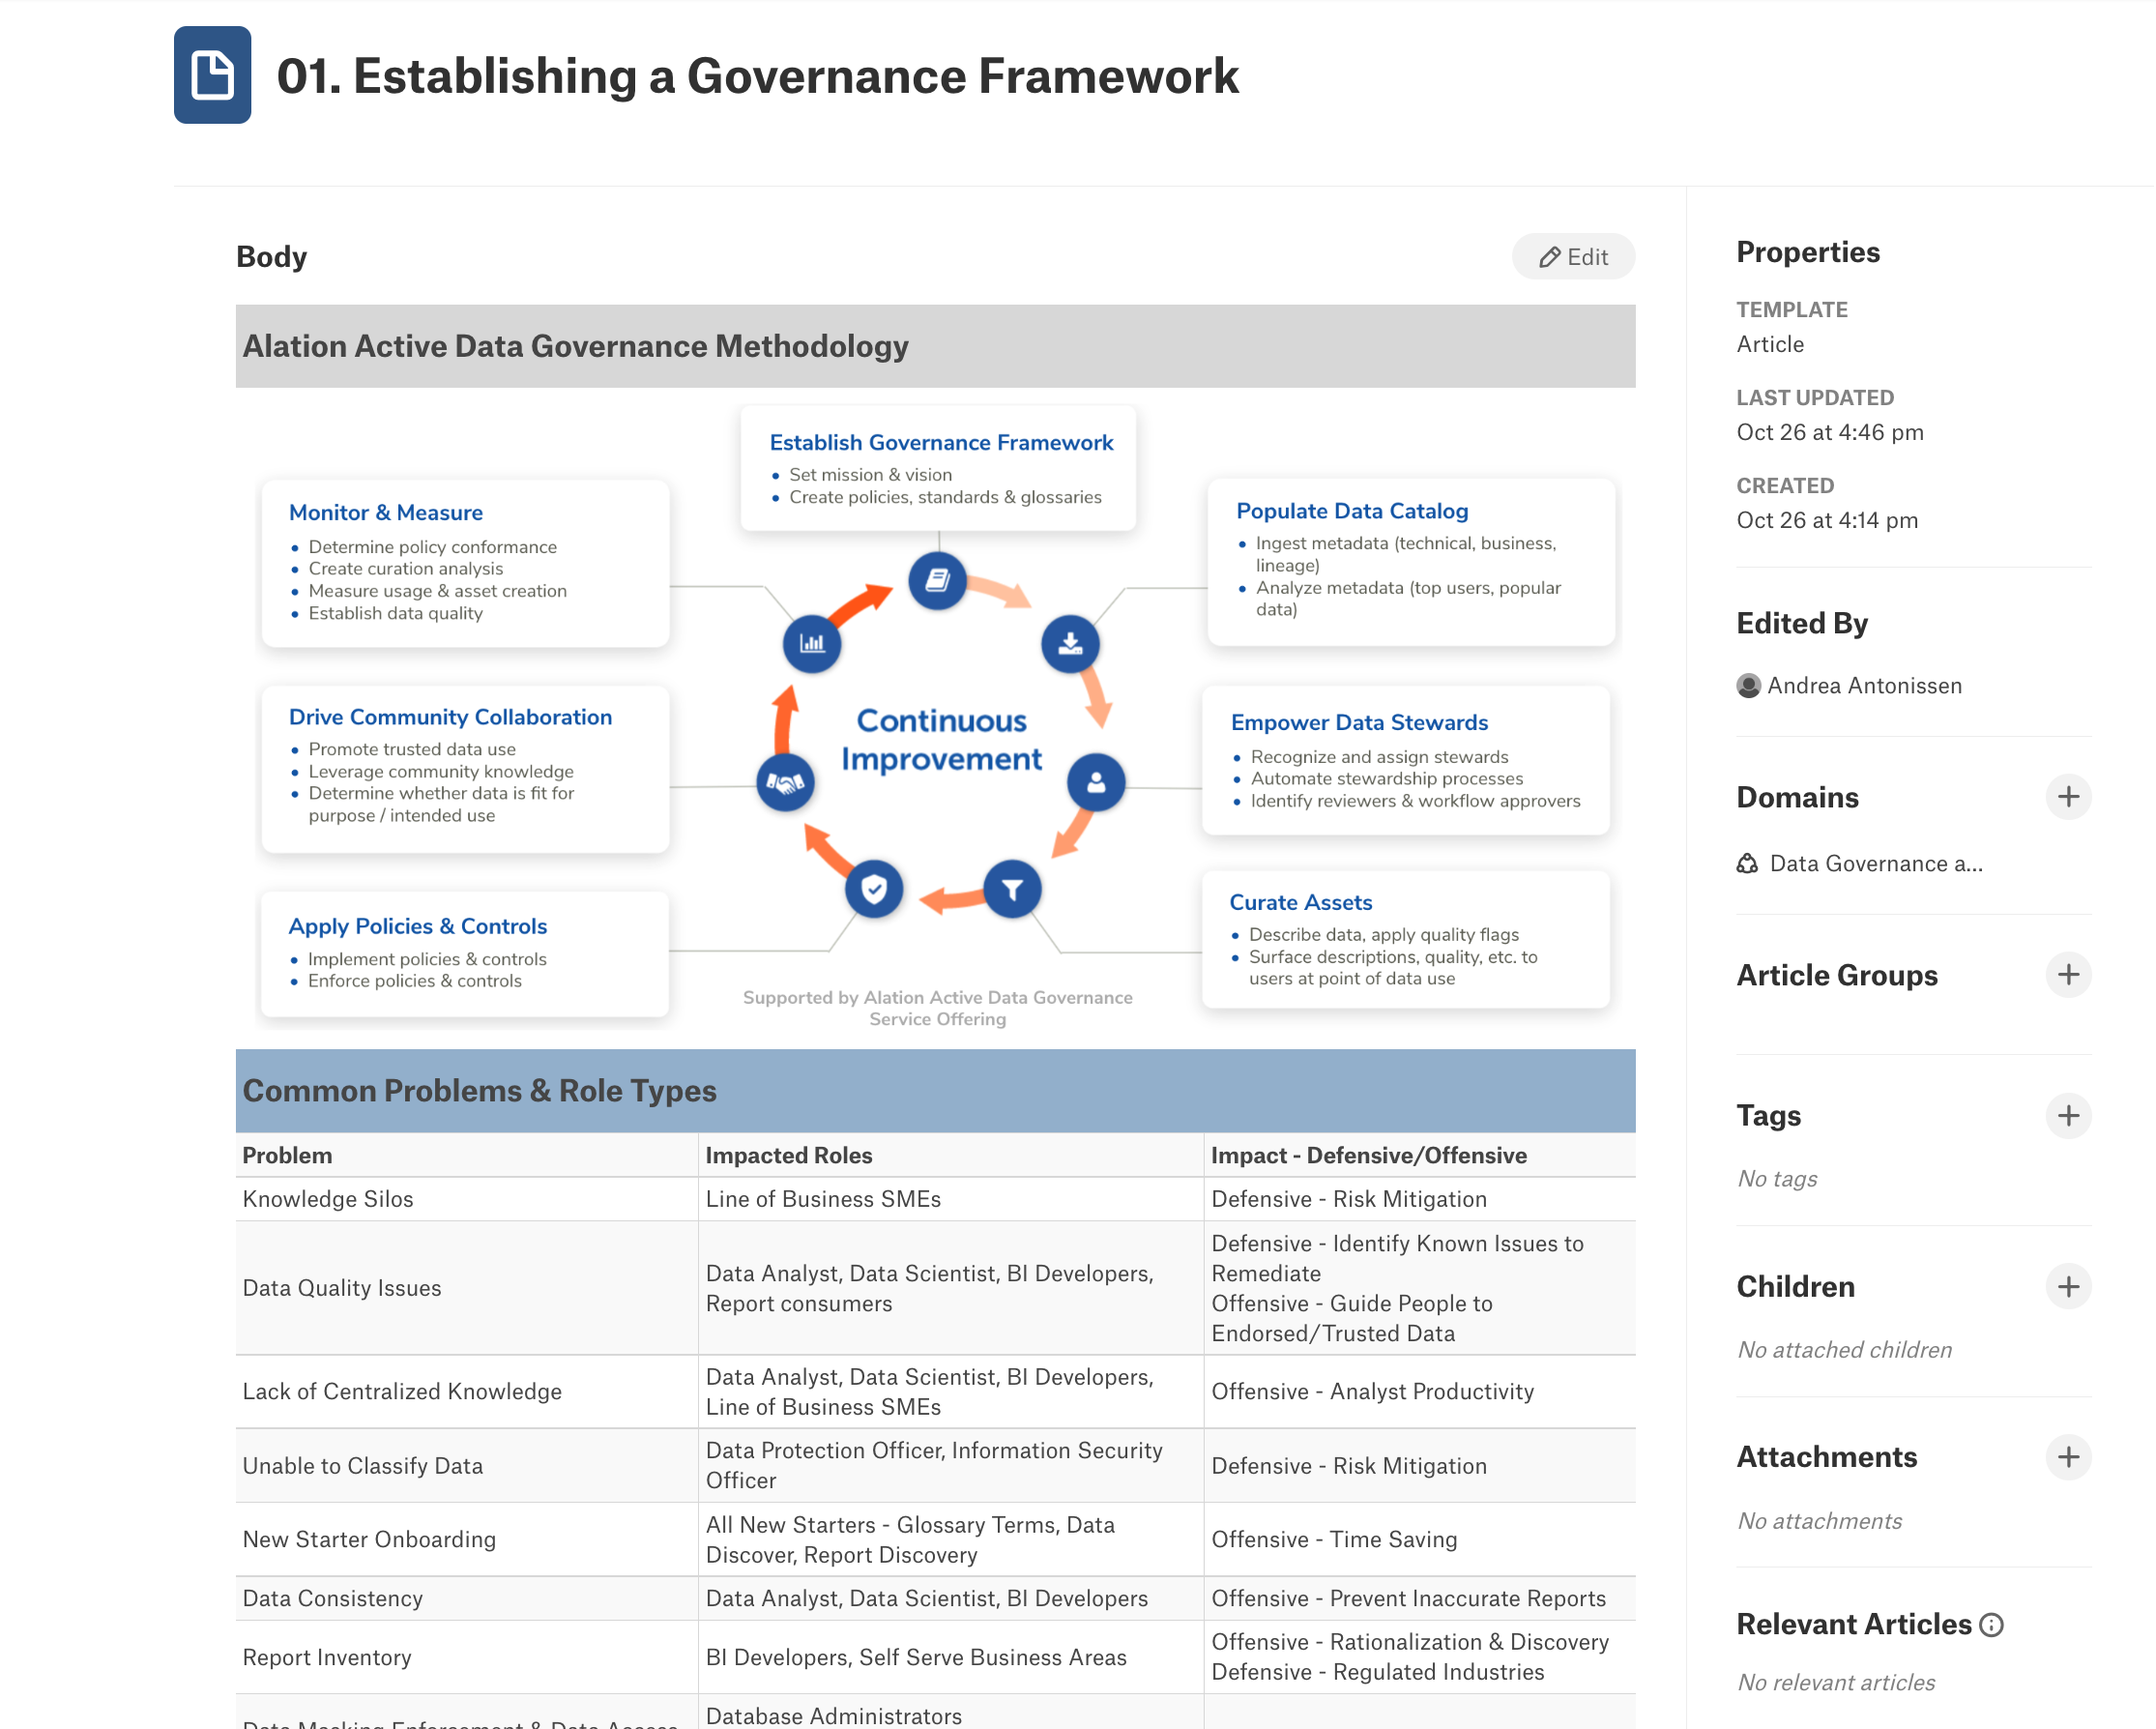 01. Establishing a Governance Framework
Body
Edit
Alation Active Data Governance Methodology
Establish Governance Framework
• Set mission & vision
• Create policies, standards & glossaries
Monitor & Measure
• Determine policy conformance
• Create curation analysis
• Measure usage & asset creation
• Establish data quality
Populate Data Catalog
• Ingest metadata (technical, business,
lineage)
• Analyze metadata (top users, popular
data)
Drive Community Collaboration
• Promote trusted data use
• Leverage community knowledge
• Determine whether data is fit for
purpose / intended use
Continuous
Improvement
Empower Data Stewards
• Recognize and assign stewards
• Automate stewardship processes
• Identify reviewers & workflow approvers
Apply Policies & Controls
• Implement policies & controls
• Enforce policies & controls
Curate Assets
• Describe data, apply quality flags
• Surface descriptions, quality, etc. to
users at point of data use
Supported by Alation Active Data Governance
Service Offering
Common Problems & Role Types
Problem
Impacted Roles
Impact - Defensive/Offensive
Knowledge Silos
Line of Business SMEs
Defensive - Risk Mitigation
Data Quality Issues
Data Analyst, Data Scientist, BI Developers,
Report consumers
Defensive - Identify Known Issues to
Remediate
Offensive - Guide People to
Endorsed/Trusted Data
Lack of Centralized Knowledge
Data Analyst, Data Scientist, BI Developers,
Line of Business SMEs
Offensive - Analyst Productivity
Unable to Classify Data
Data Protection Officer, Information Security
Officer
Defensive - Risk Mitigation
New Starter Onboarding
All New Starters - Glossary Terms, Data
Discover, Report Discovery
Offensive - Time Saving
Data Consistency
Data Analyst, Data Scientist, BI Developers
Offensive - Prevent Inaccurate Reports
Report Inventory
BI Developers, Self Serve Business Areas
Offensive - Rationalization & Discovery
Defensive - Regulated Industries
Data Masking Enforcement & Data Access
Database Administrators
Properties
TEMPLATE
Article
LAST UPDATED
Oct 26 at 4:46 pm
CREATED
Oct 26 at 4:14 pm
Edited By
Andrea Antonissen
Domains
Data Governance a...
Article Groups
Tags
No tags
Children
No attached children
Attachments
No attachments
Relevant Articles
No relevant articles